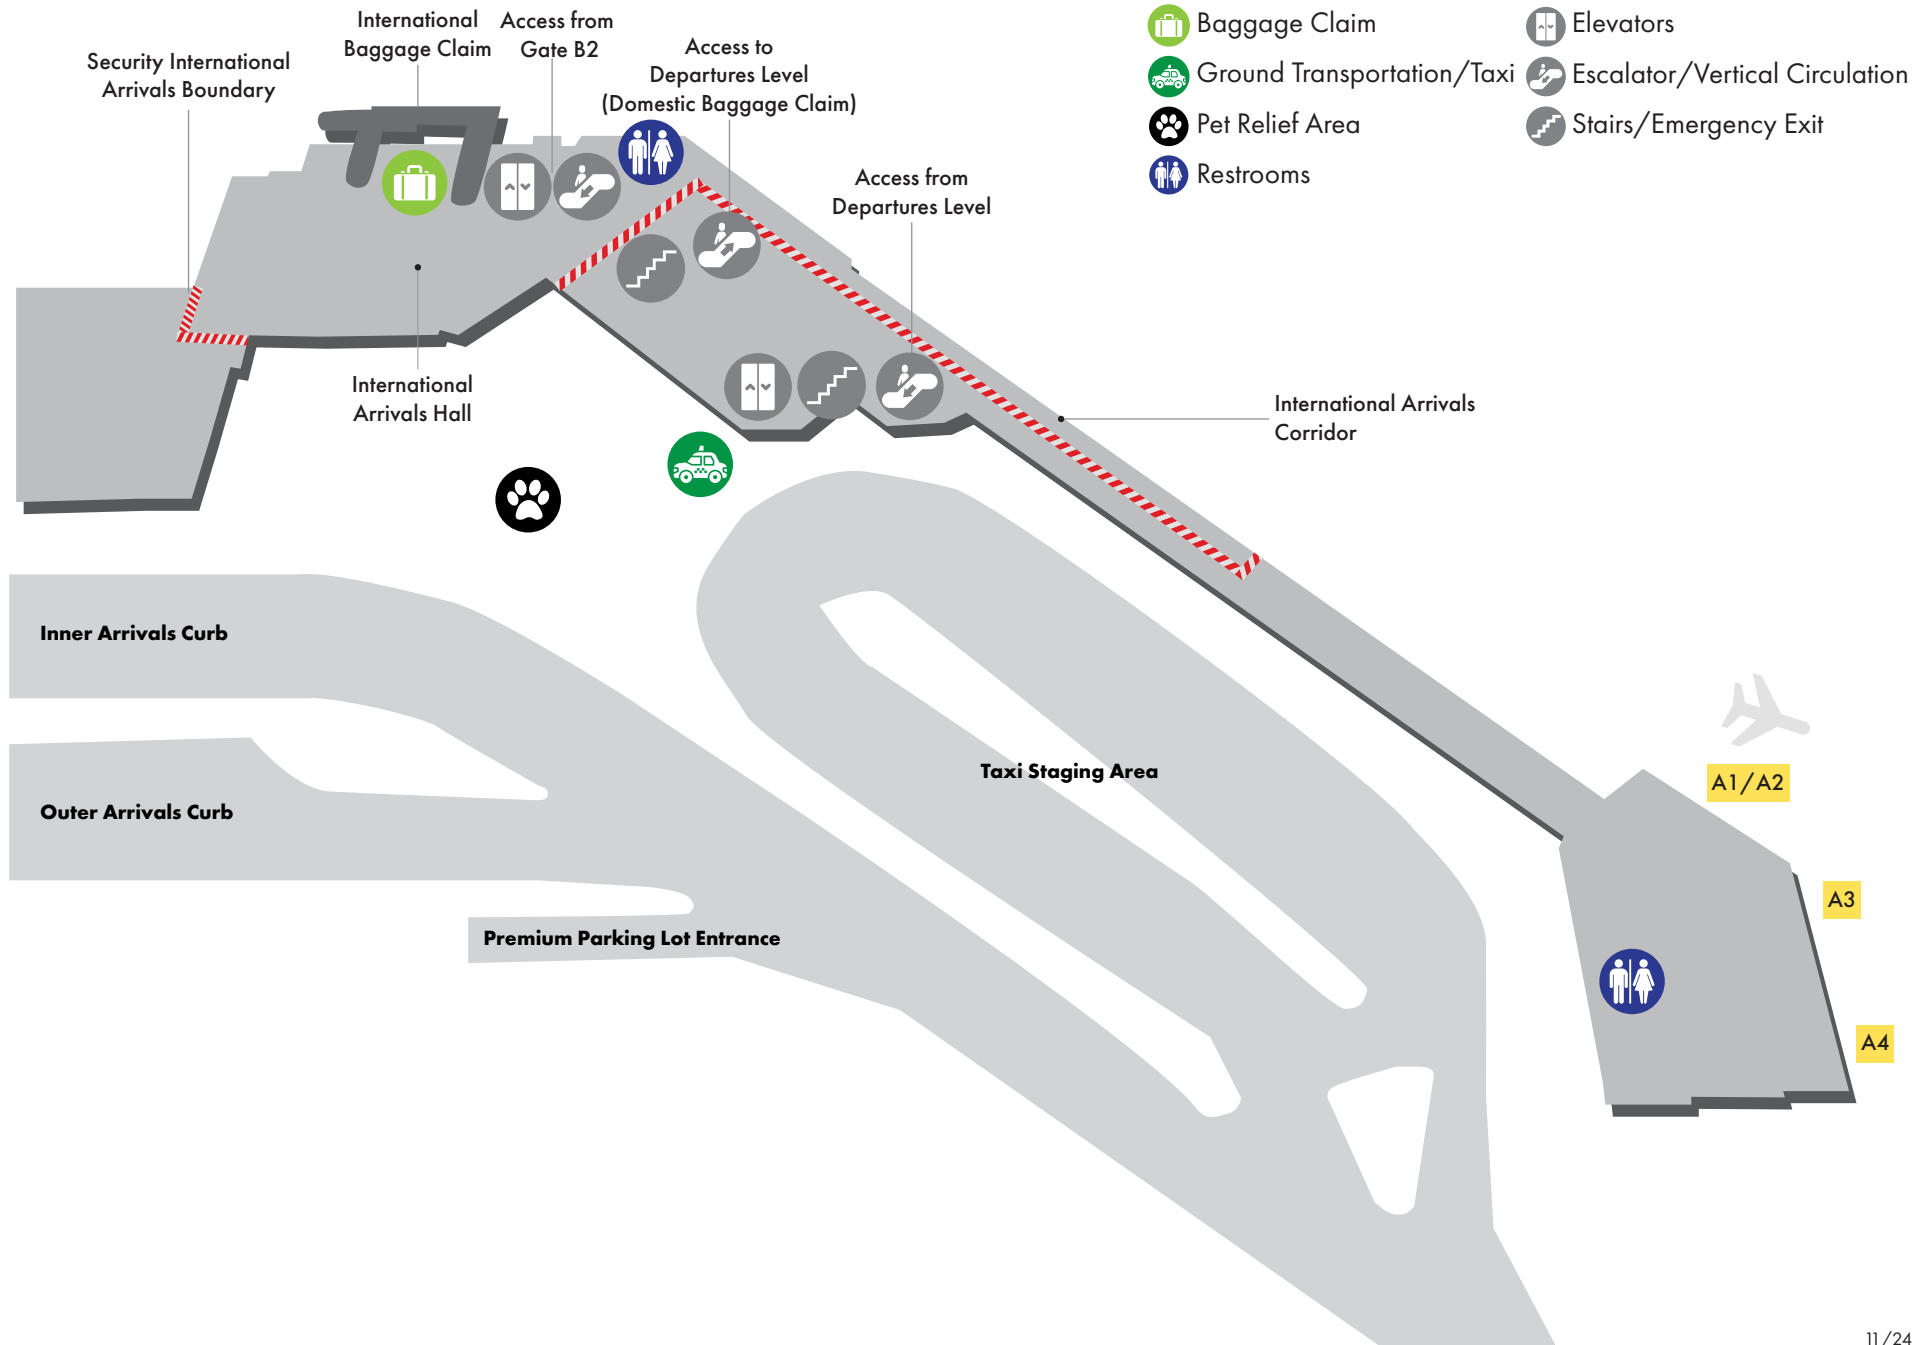 International
Baggage Claim
Access from
Gate B2
Security International
Arrivals Boundary
Access to
Departures Level
(Domestic Baggage Claim)
Access from
Departures Level
Baggage Claim
Ground Transportation/Taxi
Pet Relief Area
Restrooms
Elevators
Escalator/Vertical Circulation
Stairs/Emergency Exit
International
Arrivals Hall
International Arrivals
Corridor
Inner Arrivals Curb
Outer Arrivals Curb
Taxi Staging Area
Premium Parking Lot Entrance
A1/A2
A3
A4
11/24